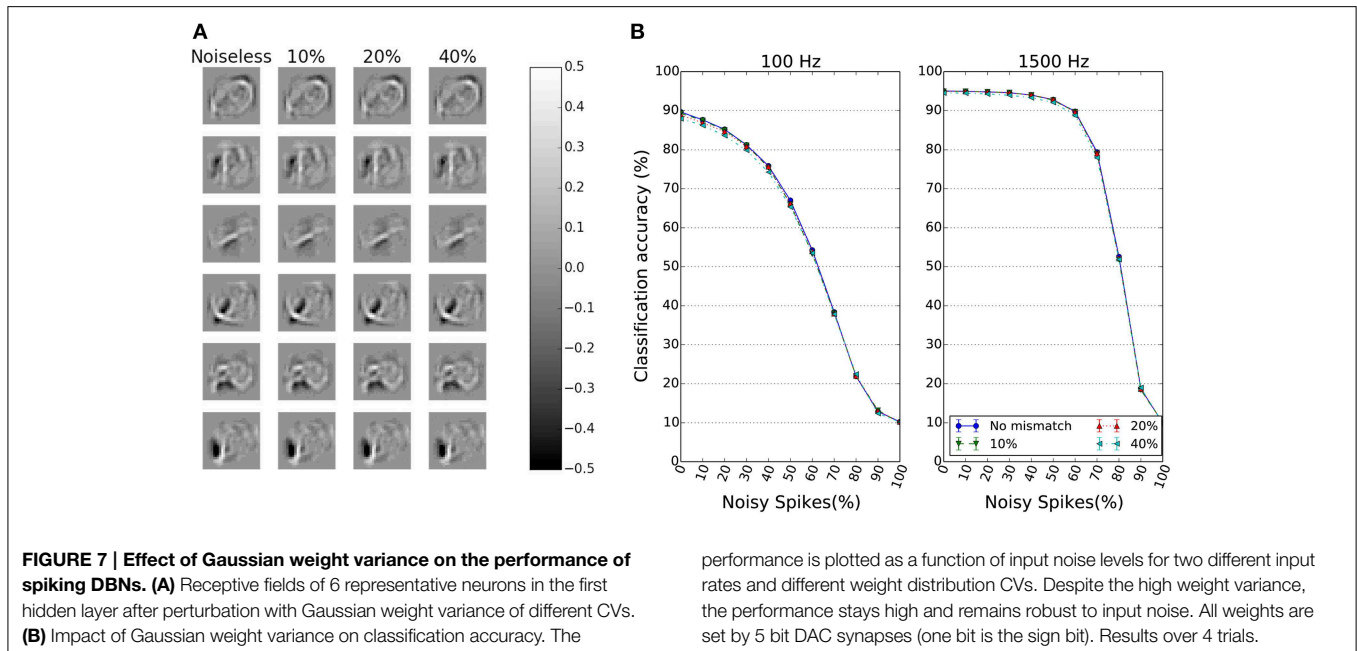 A
Noiseless 10% 20% 40%
0.5
0.4
0.3
0.2
0.1
0.0
−0.1
−0.2
−0.3
−0.4
−0.5
B
100 Hz
1500 Hz
Classification accuracy (%)
100
90
80
70
60
50
40
30
20
10
0
0 10 20 30 40 50 60 70 80 90 100
Noisy Spikes(%)
100
90
80
70
60
50
40
30
20
10
0
No mismatch
10%
20%
40%
0 10 20 30 40 50 60 70 80 90 100
Noisy Spikes(%)
FIGURE 7 | Effect of Gaussian weight variance on the performance of
spiking DBNs. (A) Receptive fields of 6 representative neurons in the first
hidden layer after perturbation with Gaussian weight variance of different CVs.
(B) Impact of Gaussian weight variance on classification accuracy. The
performance is plotted as a function of input noise levels for two different input
rates and different weight distribution CVs. Despite the high weight variance,
the performance stays high and remains robust to input noise. All weights are
set by 5 bit DAC synapses (one bit is the sign bit). Results over 4 trials.